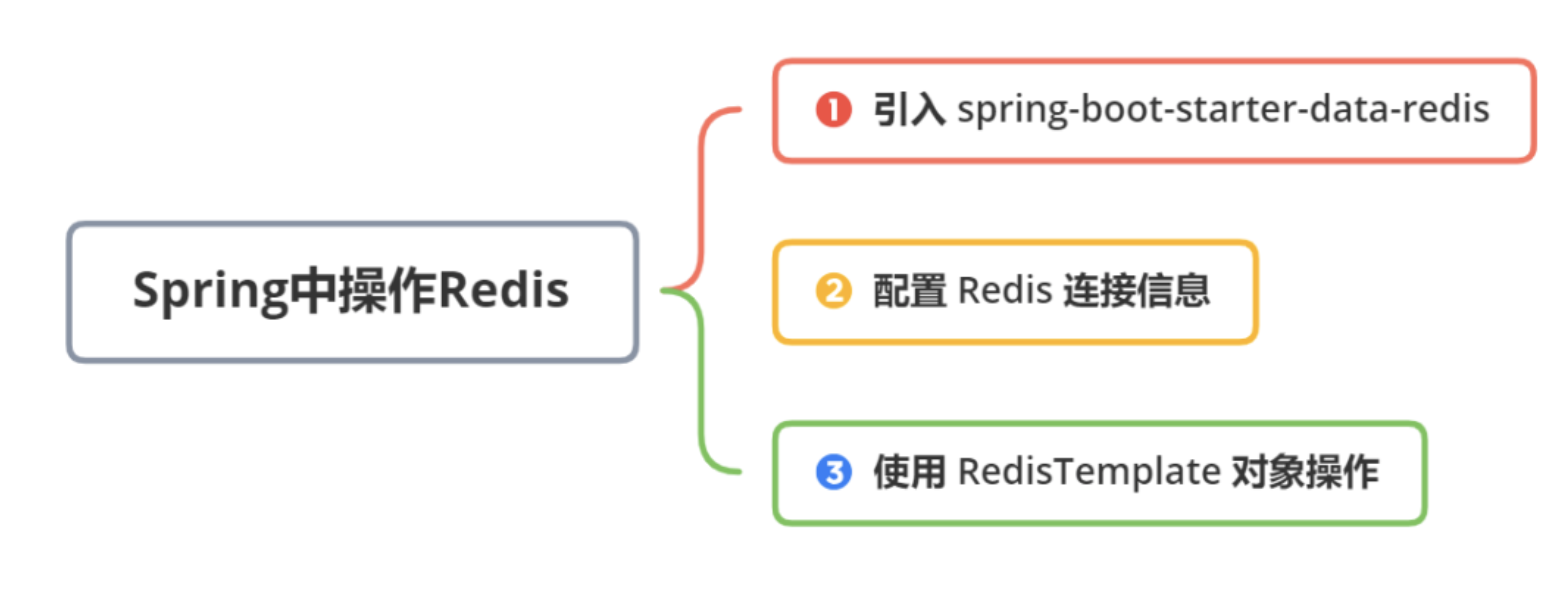 Spring中操作Redis
❶ 引入 spring-boot-starter-data-redis
❷ 配置 Redis 连接信息
❸ 使用 RedisTemplate 对象操作